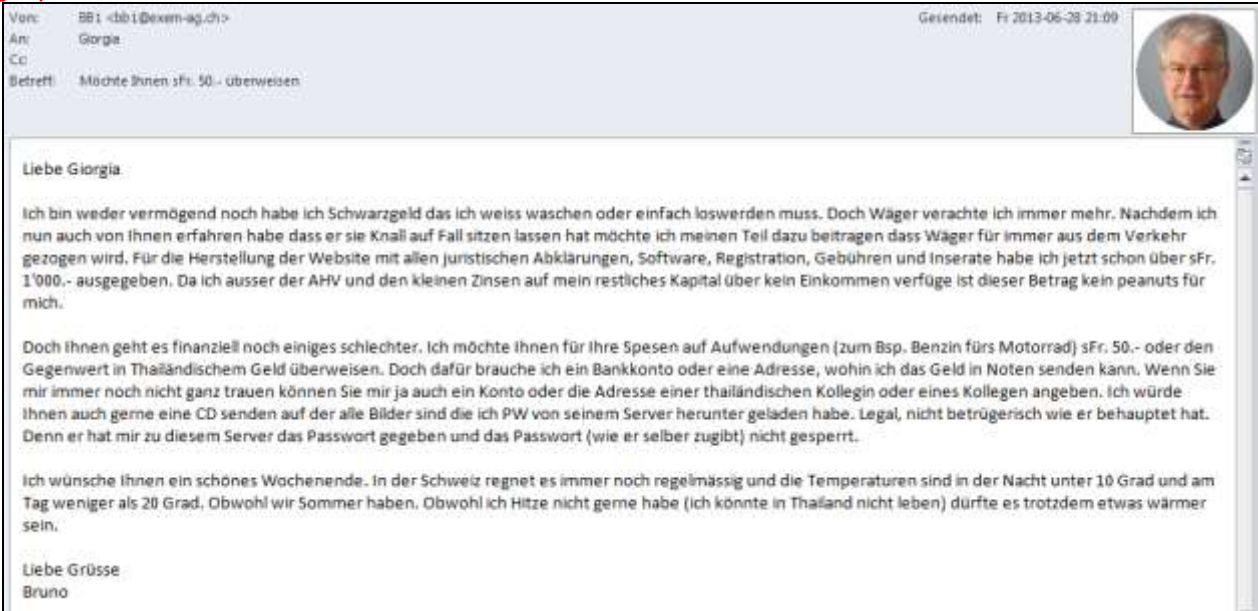 Von: BB1 <bb1@exem-ag.ch> Gesendet: Fr 2013-06-28 21:09
An: Giorgia
Cc:
Betreff: Möchte Ihnen sFr. 50.- überweisen
Liebe Giorgia
Ich bin weder vermögend noch habe ich Schwarzgeld das ich weiss waschen oder einfach loswerden muss. Doch Wäger verachte ich immer mehr. Nachdem ich
nun auch von Ihnen erfahren habe dass er sie Knall auf Fall sitzen lassen hat möchte ich meinen Teil dazu beitragen dass Wäger für immer aus dem Verkehr
gezogen wird. Für die Herstellung der Website mit allen juristischen Abklärungen, Software, Registration, Gebühren und Inserate habe ich jetzt schon über sFr.
1'000.- ausgegeben. Da ich ausser der AHV und den kleinen Zinsen auf mein restliches Kapital über kein Einkommen verfüge ist dieser Betrag kein peanuts für
mich.
Doch Ihnen geht es finanziell noch einiges schlechter. Ich möchte Ihnen für Ihre Spesen auf Aufwendungen (zum Bsp. Benzin fürs Motorrad) sFr. 50.- oder den
Gegenwert in Thailändischem Geld überweisen. Doch dafür brauche ich ein Bankkonto oder eine Adresse, wohin ich das Geld in Noten senden kann. Wenn Sie
mir immer noch nicht ganz trauen können Sie mir ja auch ein Konto oder die Adresse einer thailändischen Kollegin oder eines Kollegen angeben. Ich würde
Ihnen auch gerne eine CD senden auf der alle Bilder sind die ich PW von seinem Server herunter geladen habe. Legal, nicht betrügerisch wie er behauptet hat.
Denn er hat mir zu diesem Server das Passwort gegeben und das Passwort (wie er selber zugibt) nicht gesperrt.
Ich wünsche Ihnen ein schönes Wochenende. In der Schweiz regnet es immer noch regelmässig und die Temperaturen sind in der Nacht unter 10 Grad und am
Tag weniger als 20 Grad. Obwohl wir Sommer haben. Obwohl ich Hitze nicht gerne habe (ich könnte in Thailand nicht leben) dürfte es trotzdem etwas wärmer
sein.
Liebe Grüsse
Bruno